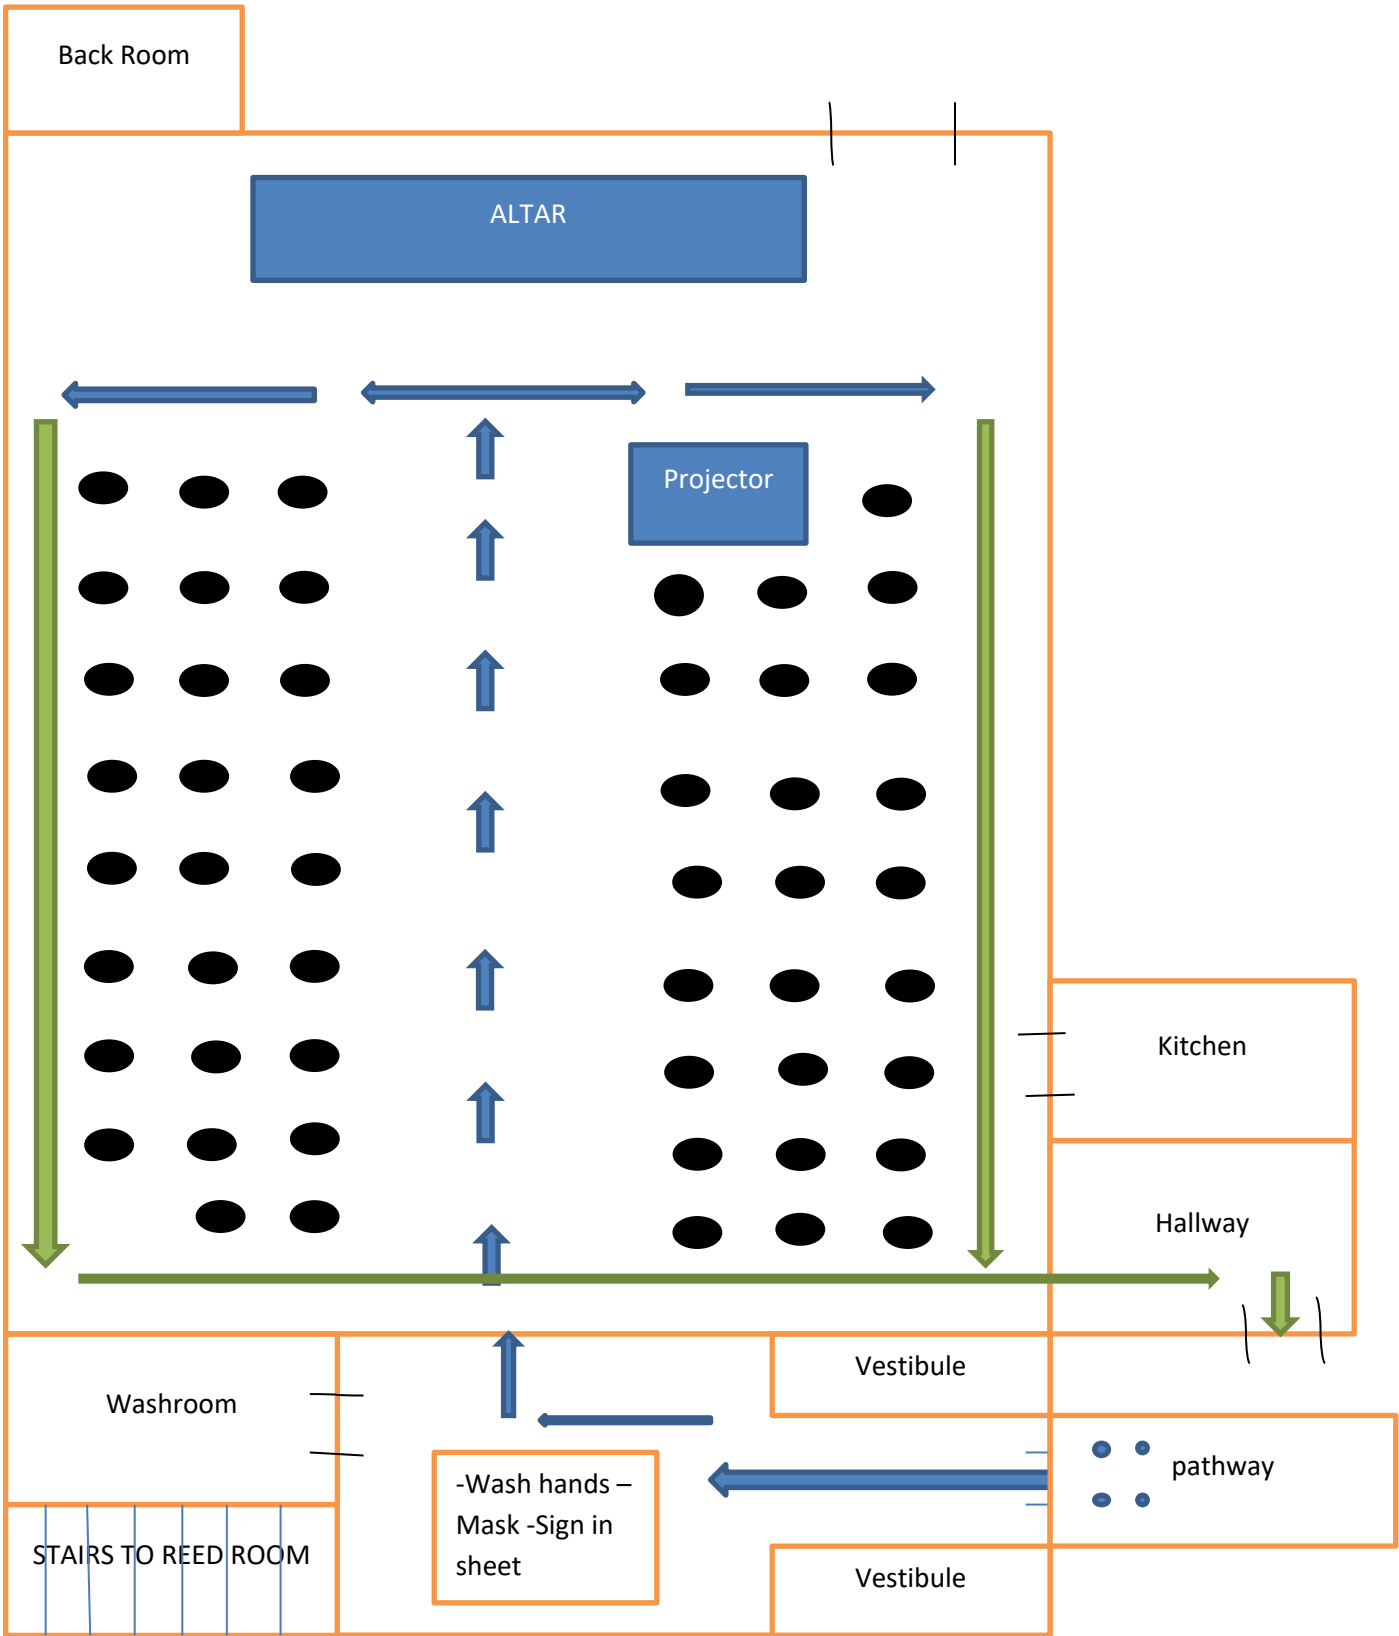 Back Room
ALTAR
Projector
Kitchen
Hallway
Vestibule
Washroom
pathway
-Wash hands –
Mask -Sign in
sheet
STAIRS TO REED ROOM
Vestibule